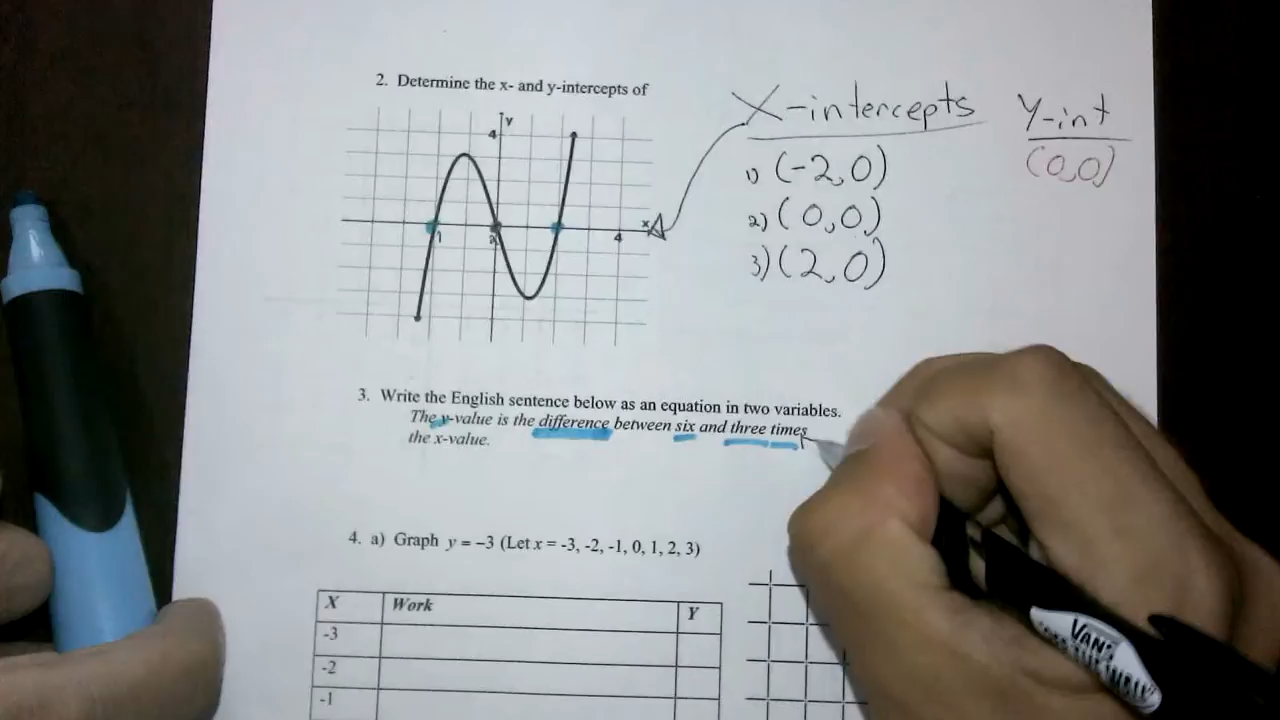 2. Determine the x- and y-intercepts of
X-intercepts
Y-int
y
4
x
1
4
1) (-2,0)
(0,0)
2) (0,0)
3) (2,0)
3. Write the English sentence below as an equation in two variables.
The y-value is the difference between six and three times
the x-value.
4. a) Graph y = −3 (Let x = -3, -2, -1, 0, 1, 2, 3)
X Work Y
-3
-2
-1
VANS
"OFF THE WALL"